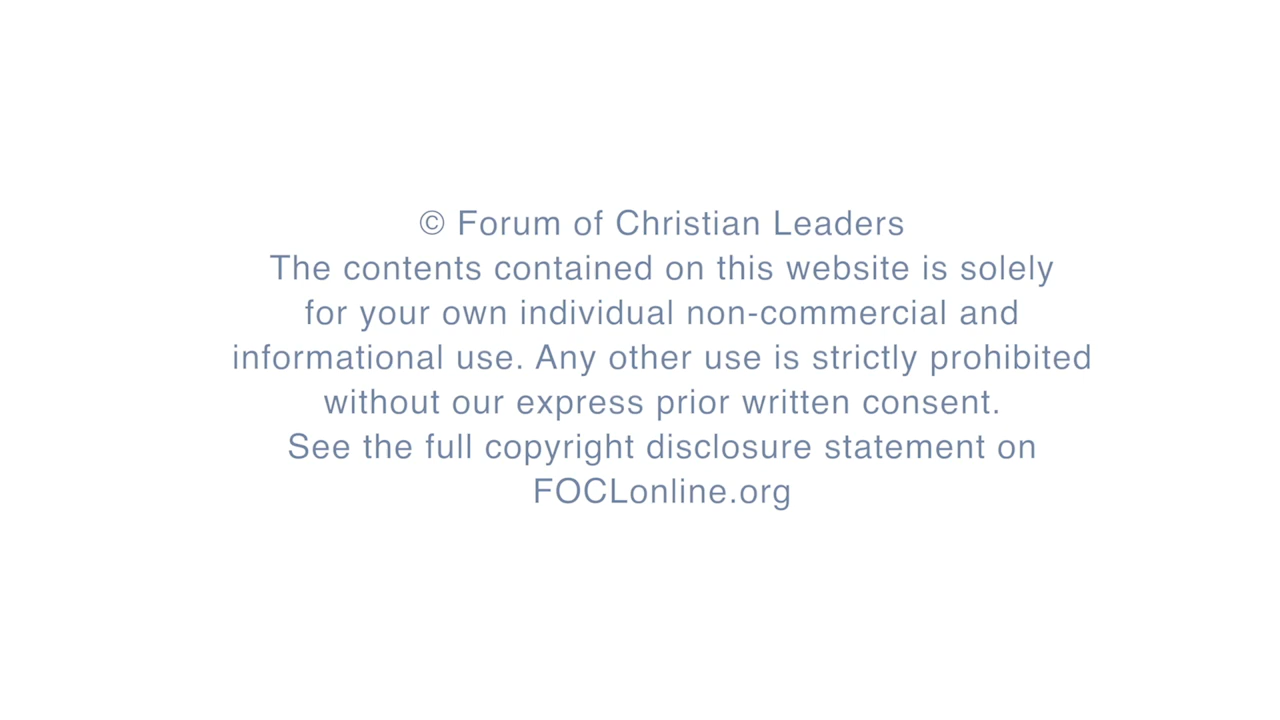 © Forum of Christian Leaders
The contents contained on this website is solely
for your own individual non-commercial and
informational use. Any other use is strictly prohibited
without our express prior written consent.
See the full copyright disclosure statement on
FOCLonline.org